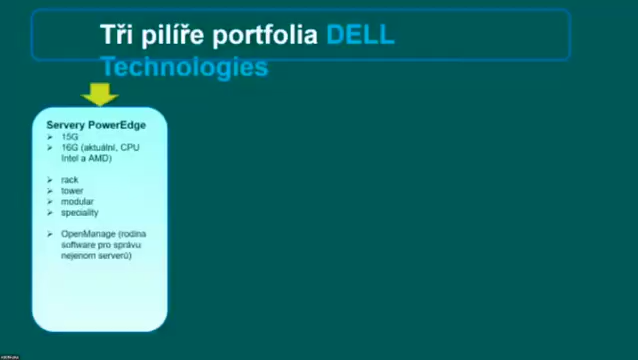 Tři pilíře portfolia DELL
Technologies
Servery PowerEdge
➢ 15G
➢ 16G (aktuální, CPU
Intel a AMD)
➢ rack
➢ tower
➢ modular
➢ speciality
➢ OpenManage (rodina
software pro správu
nejenom serverů)